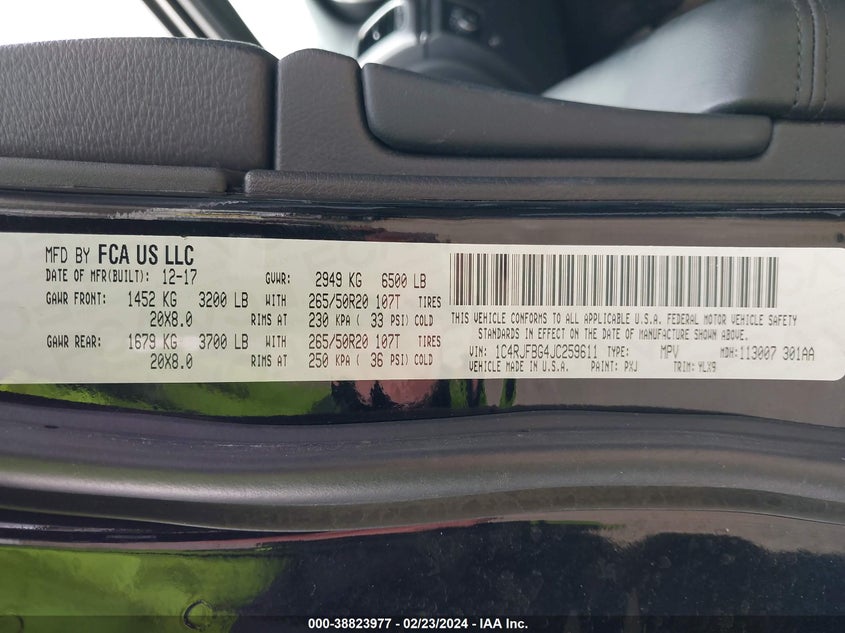 MFD BY FCA US LLC
DATE OF MFR(BUILT): 12-17 GVWR: 2949 KG 6500 LB
GAWR FRONT: 1452 KG 3200 LB WITH 265/50R20 107T TIRES
20X8.0 RIMS AT 230 KPA ( 33 PSI) COLD
GAWR REAR: 1679 KG 3700 LB WITH 265/50R20 107T TIRES
20X8.0 RIMS AT 250 KPA ( 36 PSI) COLD
THIS VEHICLE CONFORMS TO ALL APPLICABLE U.S.A. FEDERAL MOTOR VEHICLE SAFETY
STANDARDS IN EFFECT ON THE DATE OF MANUFACTURE SHOWN ABOVE.
VIN: 1C4RJFBG4JC259611 TYPE: MPV MDH: 113007 301AA
VEHICLE MADE IN U.S.A. PAINT: PXJ TRIM: YLX9
000-38823977 - 02/23/2024 - IAA Inc.